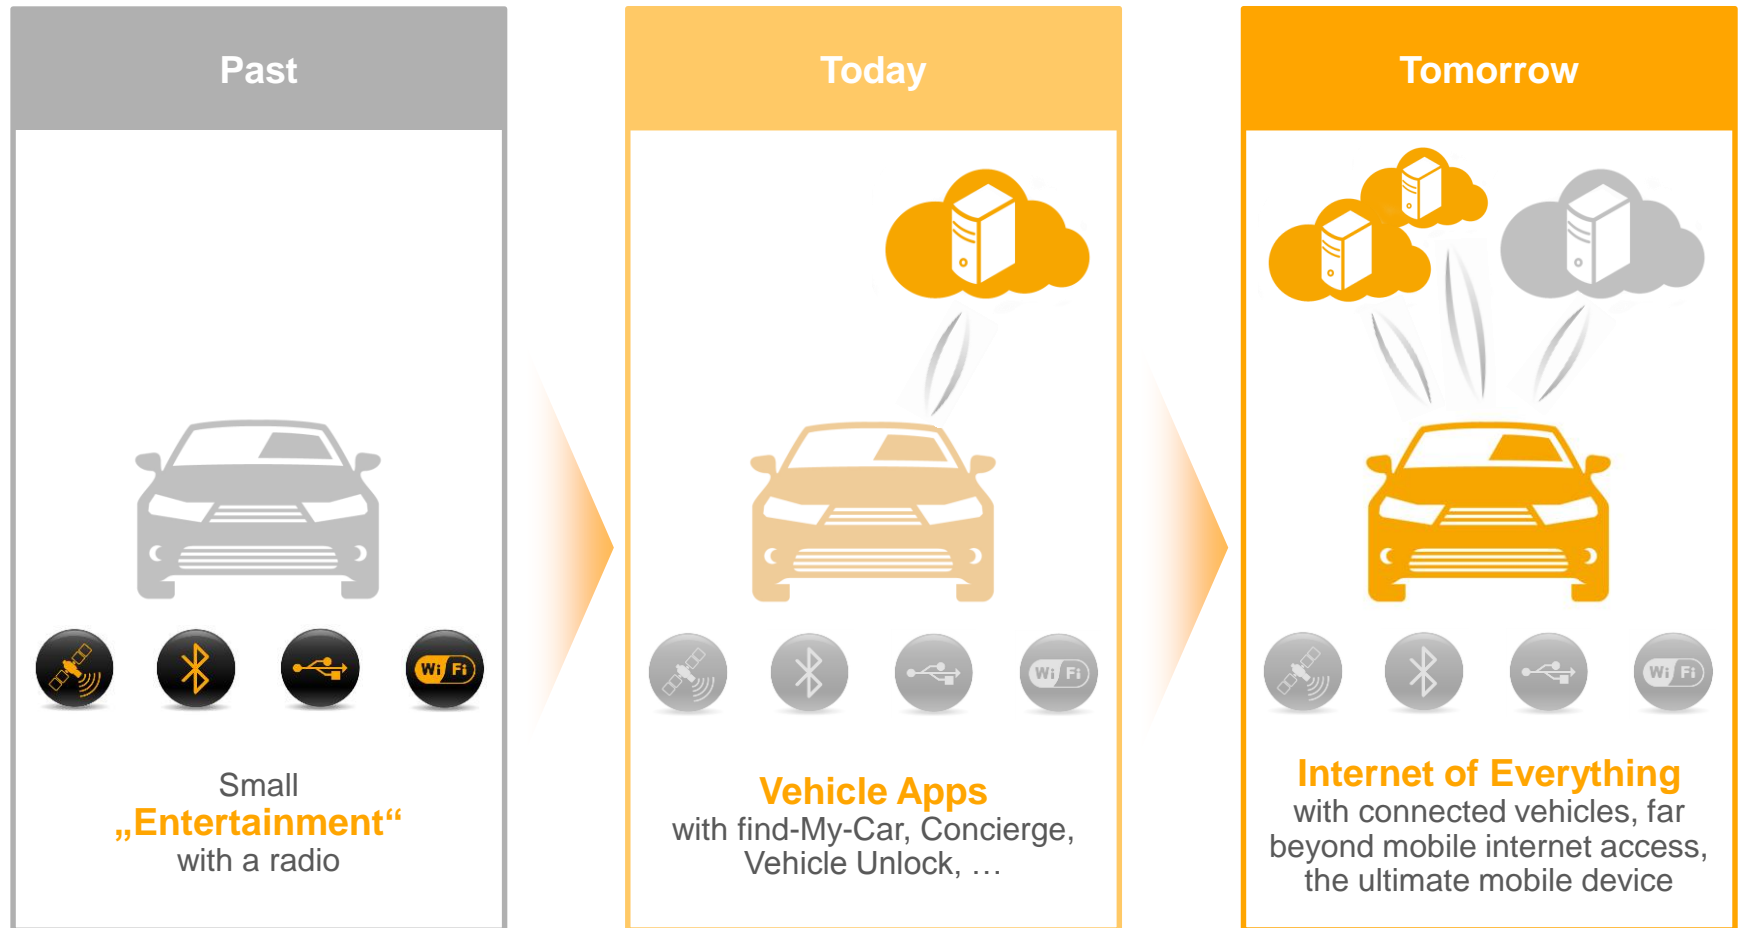 Past
Wi Fi
Small
„Entertainment“
with a radio
Today
Wi Fi
Vehicle Apps
with find-My-Car, Concierge,
Vehicle Unlock, …
Tomorrow
Wi Fi
Internet of Everything
with connected vehicles, far
beyond mobile internet access,
the ultimate mobile device